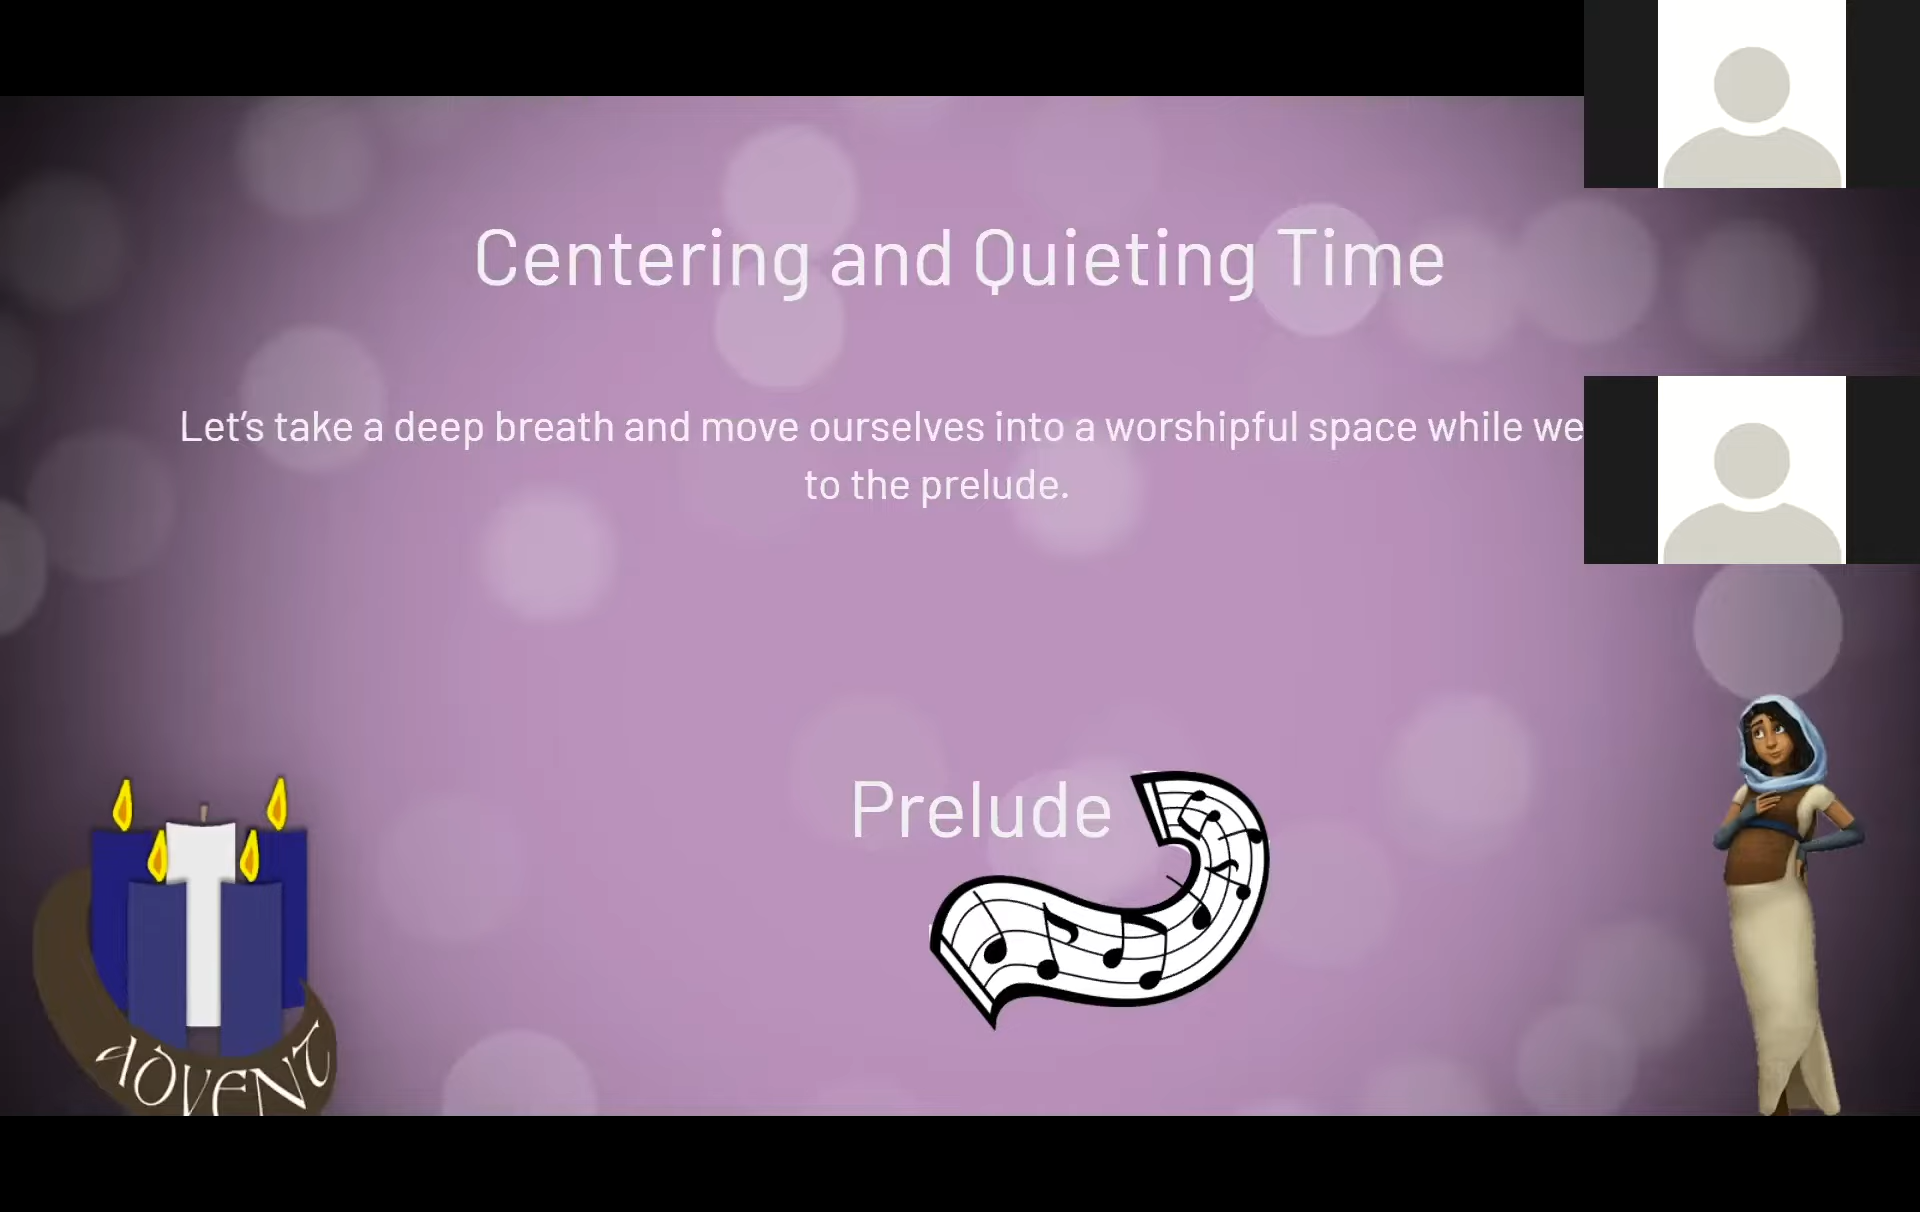 Centering and Quieting Time
Let's take a deep breath and move ourselves into a worshipful space while we
to the prelude.
Prelude
ADVENT